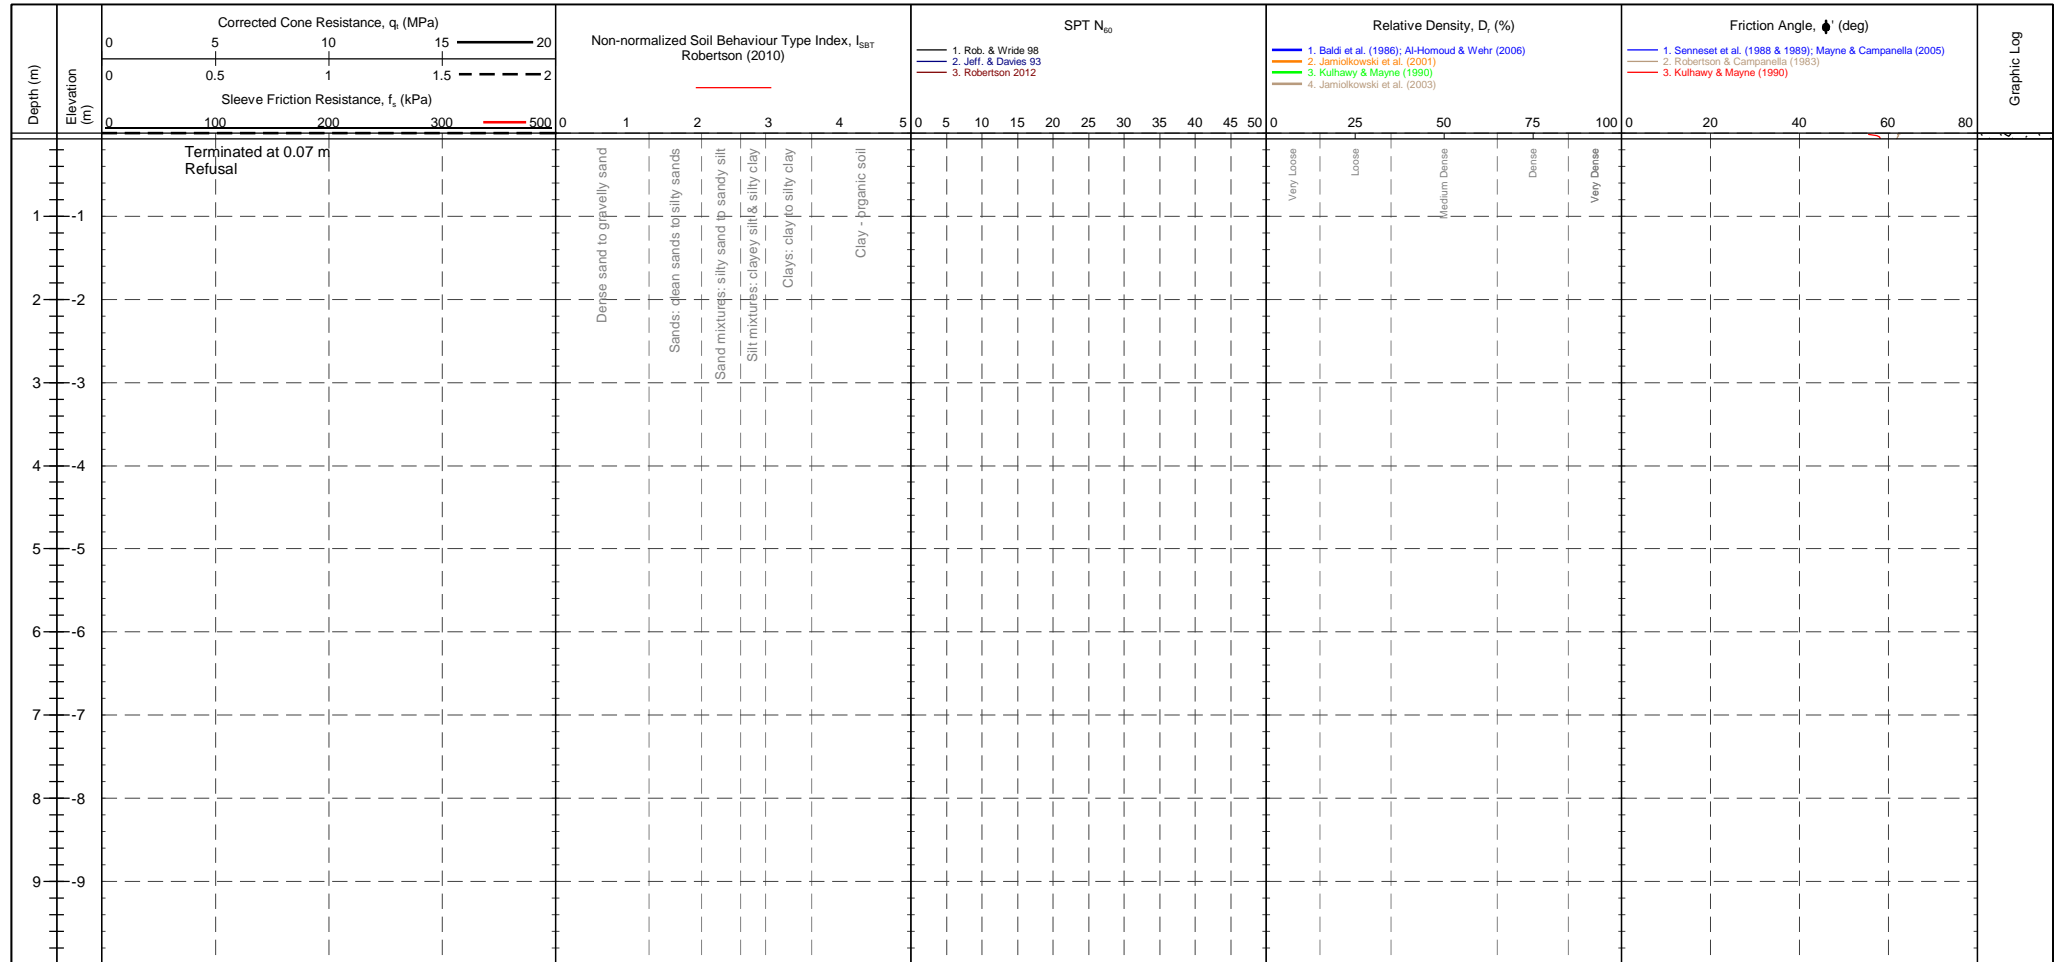 Depth (m)
Elevation
(m)
Corrected Cone Resistance, qt (MPa)
0 5 10 15 20
0 0.5 1 1.5 2
Sleeve Friction Resistance, fs (kPa)
0 100 200 300 500
Non-normalized Soil Behaviour Type Index, ISBT
Robertson (2010)
0 1 2 3 4 5
SPT N60
1. Rob. & Wride 98
2. Jeff. & Davies 93
3. Robertson 2012
0 5 10 15 20 25 30 35 40 45 50
Relative Density, Dr (%)
1. Baldi et al. (1986); Al-Homoud & Wehr (2006)
2. Jamiolkowski et al. (2001)
3. Kulhawy & Mayne (1990)
4. Jamiolkowski et al. (2003)
0 25 50 75 100
Friction Angle, ϕ' (deg)
1. Senneset et al. (1988 & 1989); Mayne & Campanella (2005)
2. Robertson & Campanella (1983)
3. Kulhawy & Mayne (1990)
0 20 40 60 80
Graphic Log
Terminated at 0.07 m
Refusal
Dense sand to gravelly sand
Sands: clean sands to silty sands
Sand mixtures: silty sand to sandy silt
Silt mixtures: clayey silt & silty clay
Clays: clay to silty clay
Clay - organic soil
Very Loose
Loose
Medium Dense
Dense
Very Dense
1 -1
2 -2
3 -3
4 -4
5 -5
6 -6
7 -7
8 -8
9 -9